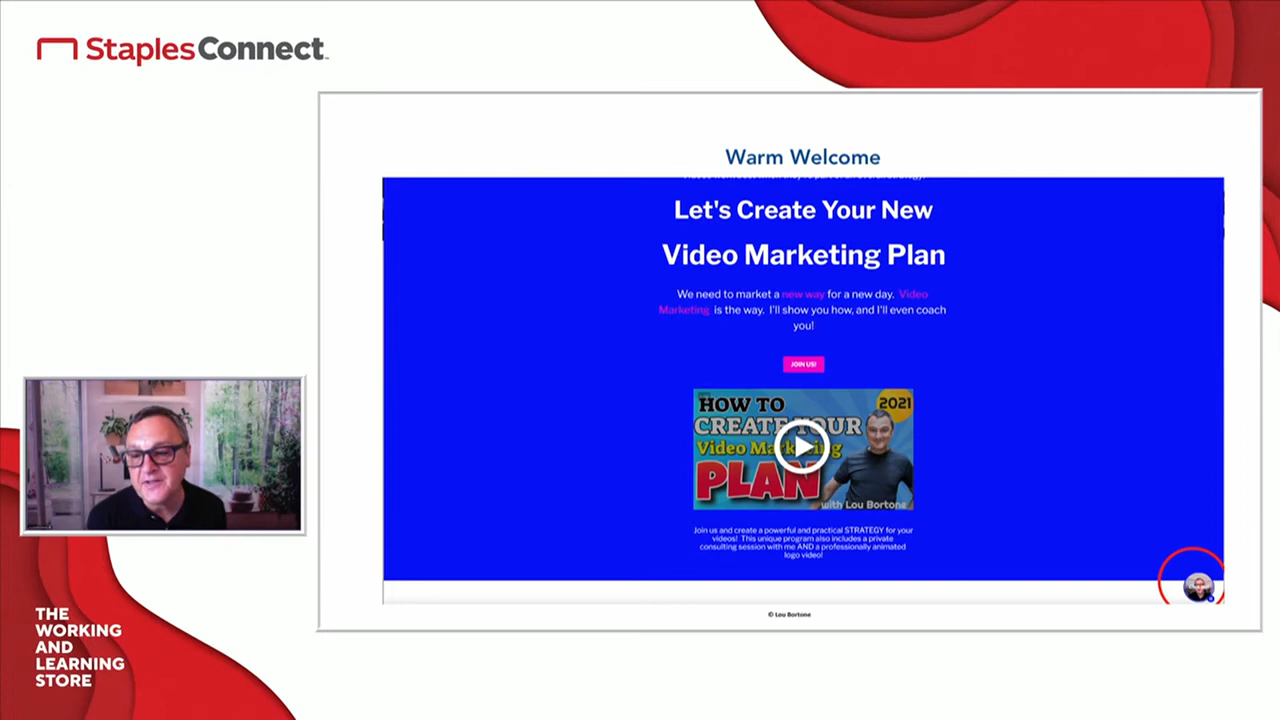 StaplesConnect™
Warm Welcome
Let's Create Your New
Video Marketing Plan
We need to market a new way for a new day. Video
Marketing is the way. I'll show you how, and I'll even coach
you!
JOIN US!
2021
HOW TO
CREATE YOUR
Video Marketing
PLAN
with Lou Bortone
Join us and create a powerful and practical STRATEGY for your
videos! This unique program also includes a private
consulting session with me AND a professionally animated
logo video!
© Lou Bortone
THE
WORKING
AND
LEARNING
STORE